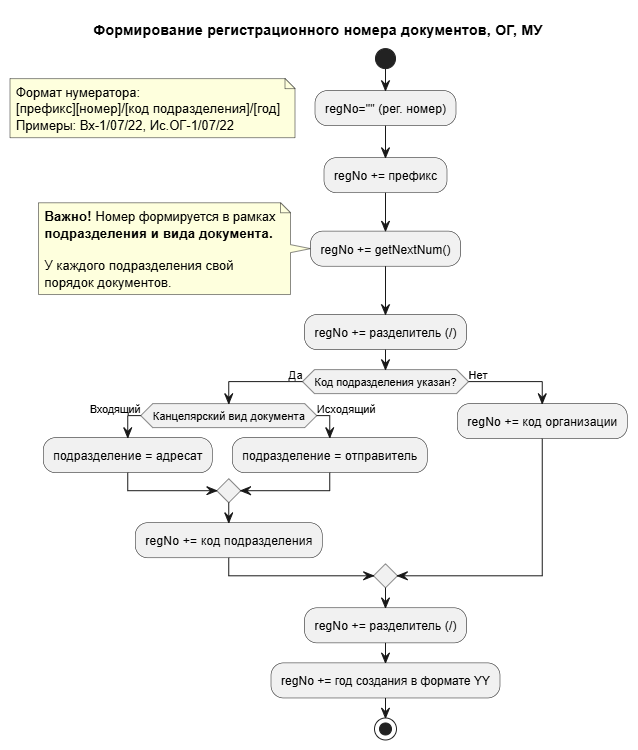 Формирование регистрационного номера документов, ОГ, МУ
Формат нумератора:
[префикс][номер]/[код подразделения]/[год]
Примеры: Вх-1/07/22, Ис.ОГ-1/07/22
regNo="" (рег. номер)
regNo += префикс
Важно! Номер формируется в рамках
подразделения и вида документа.
У каждого подразделения свой
порядок документов.
regNo += getNextNum()
regNo += разделитель (/)
Да
Код подразделения указан?
Нет
Входящий
Канцелярский вид документа
Исходящий
regNo += код организации
подразделение = адресат
подразделение = отправитель
regNo += код подразделения
regNo += разделитель (/)
regNo += год создания в формате YY